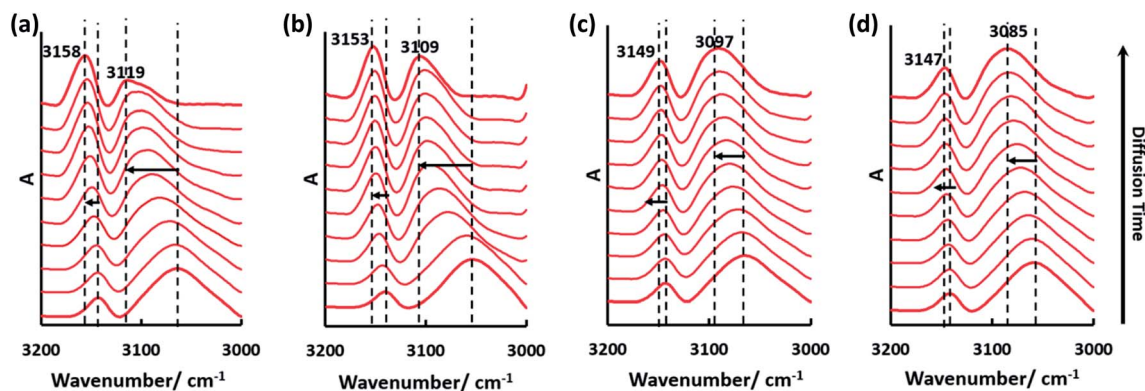 (a)
3158
3119
A
3200
3100
3000
Wavenumber/ cm-1
(b)
3153
3109
3200
3100
3000
Wavenumber/ cm-1
(c)
3149
3097
A
3200
3100
3000
Wavenumber/ cm-1
(d)
3147
3085
A
3200
3100
3000
Wavenumber/ cm-1
Diffusion Time